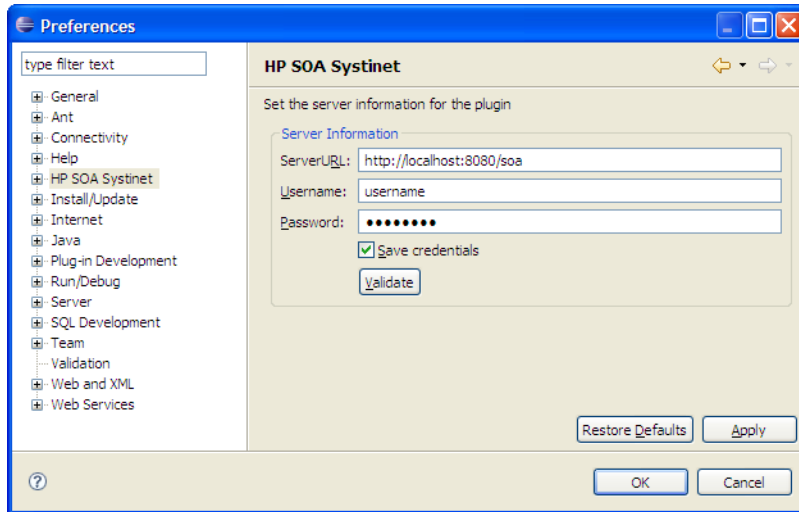 Preferences
type filter text
General
Ant
Connectivity
Help
HP SOA Systinet
Install/Update
Internet
Java
Plug-in Development
Run/Debug
Server
SQL Development
Team
Validation
Web and XML
Web Services
HP SOA Systinet
Set the server information for the plugin
Server Information
ServerURL: http://localhost:8080/soa
Username: username
Password: ●●●●●●●●
Save credentials
Validate
Restore Defaults Apply
? OK Cancel